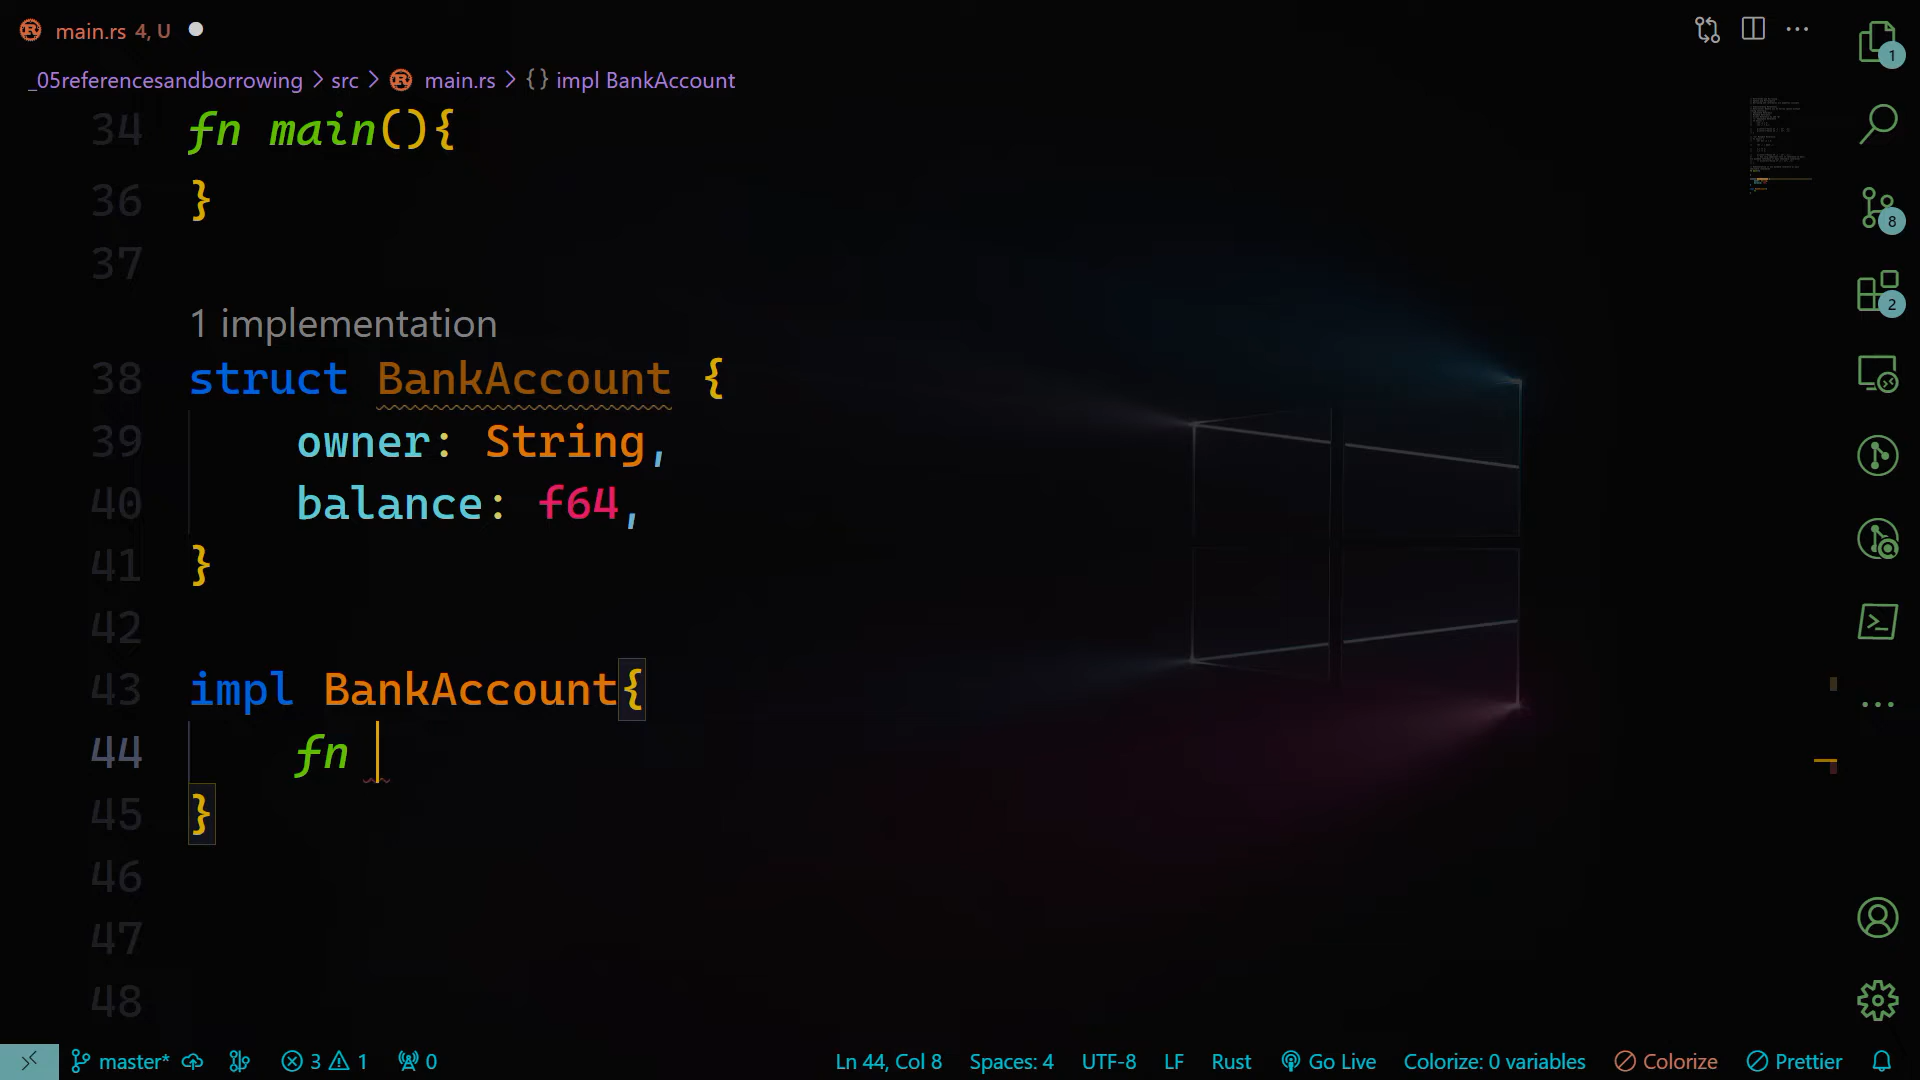 main.rs 4, U
_05referencesandborrowing > src > main.rs > {} impl BankAccount
1
34 fn main(){
36 }
37
8
1 implementation
2
38 struct BankAccount {
39 owner: String,
40 balance: f64,
41 }
42
43 impl BankAccount{
44 fn
45 }
46
47
48
master* 3 1 0 Ln 44, Col 8 Spaces: 4 UTF-8 LF Rust Go Live Colorize: 0 variables Colorize Prettier